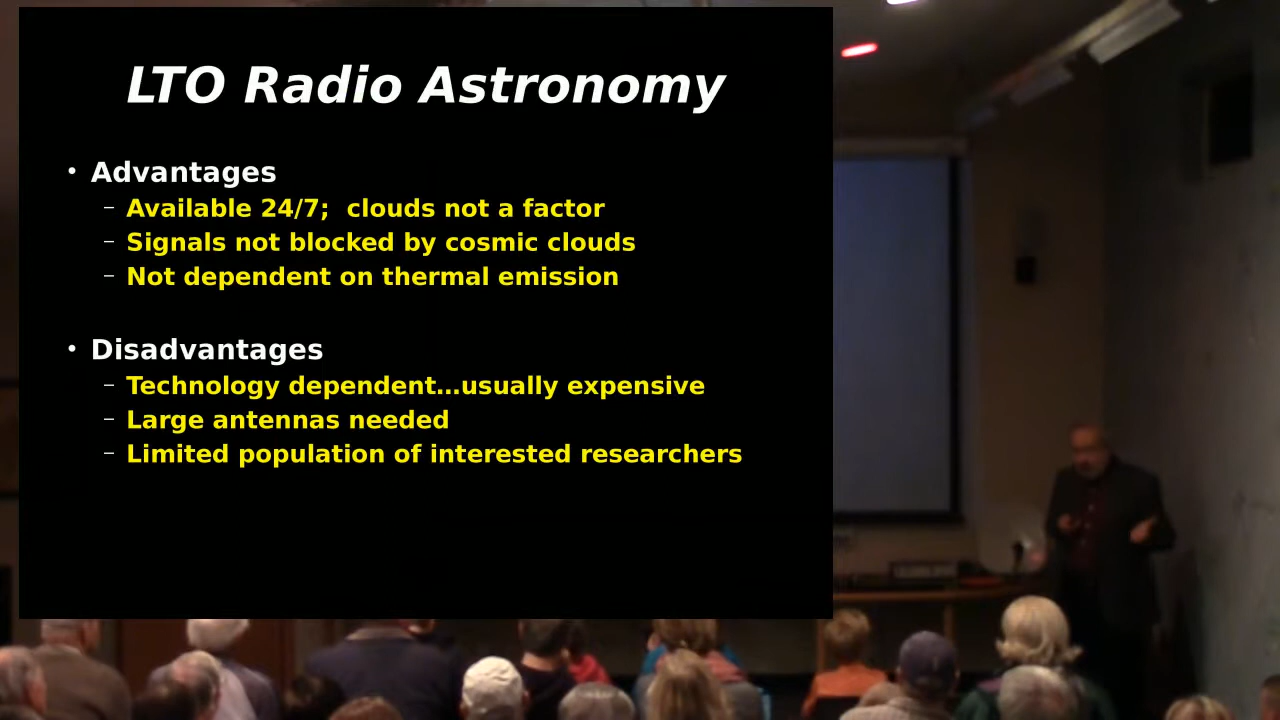 LTO Radio Astronomy
• Advantages
– Available 24/7;  clouds not a factor
– Signals not blocked by cosmic clouds
– Not dependent on thermal emission
• Disadvantages
– Technology dependent…usually expensive
– Large antennas needed
– Limited population of interested researchers